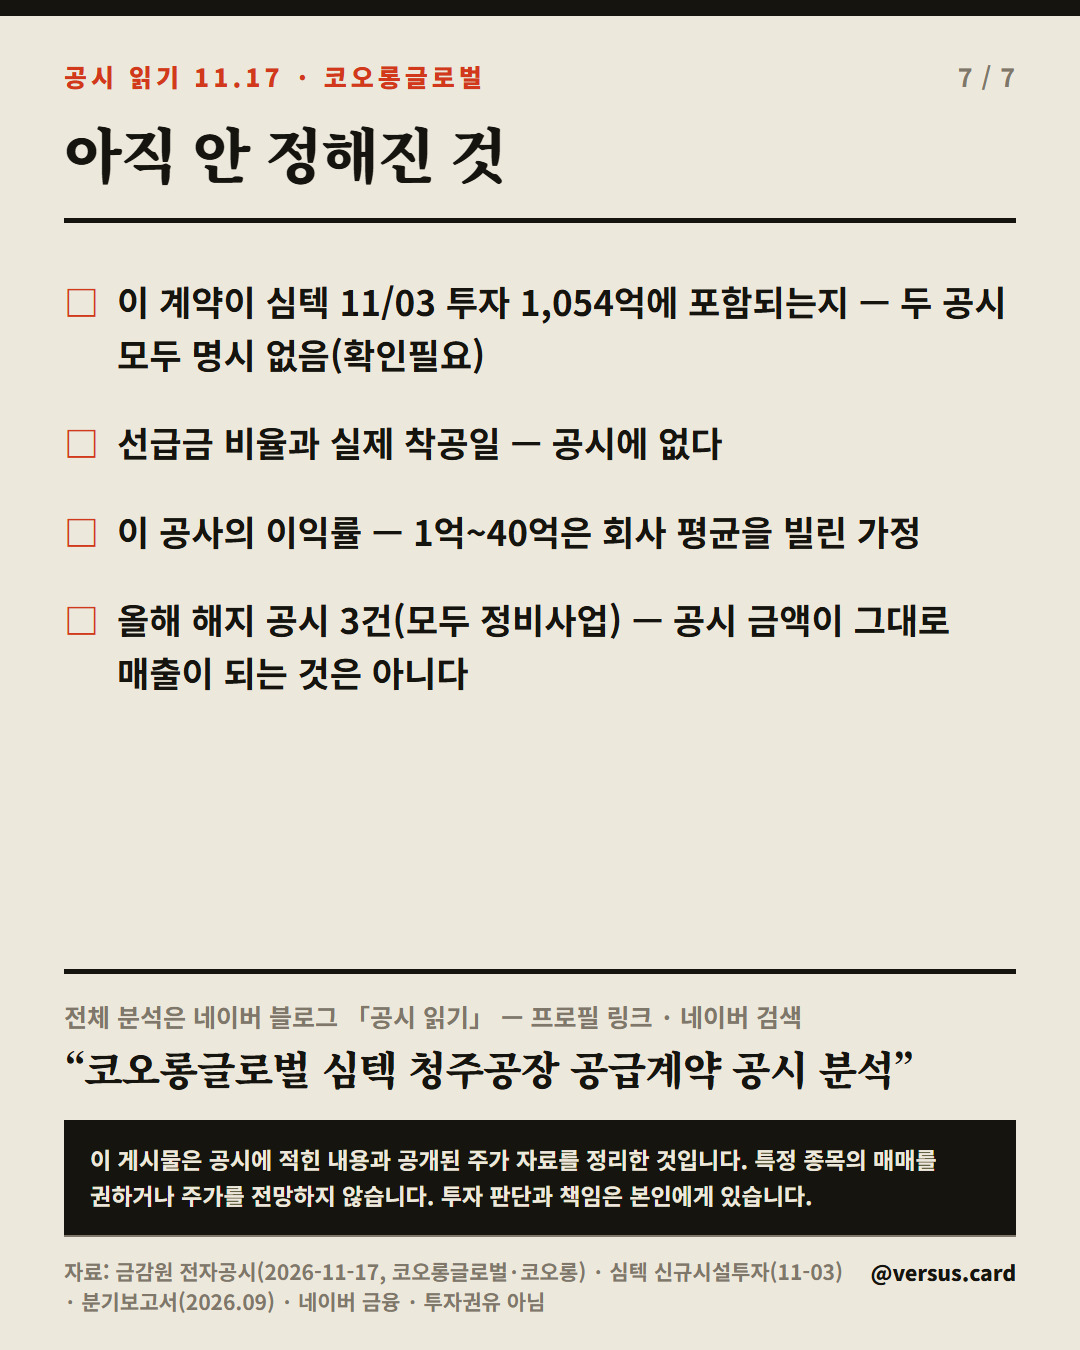 공시 읽기 11.17 · 코오롱글로벌
7 / 7
아직 안 정해진 것
□ 이 계약이 심텍 11/03 투자 1,054억에 포함되는지 — 두 공시
모두 명시 없음(확인필요)
□ 선급금 비율과 실제 착공일 — 공시에 없다
□ 이 공사의 이익률 — 1억~40억은 회사 평균을 빌린 가정
□ 올해 해지 공시 3건(모두 정비사업) — 공시 금액이 그대로
매출이 되는 것은 아니다
전체 분석은 네이버 블로그 「공시 읽기」 — 프로필 링크 · 네이버 검색
“코오롱글로벌 심텍 청주공장 공급계약 공시 분석”
이 게시물은 공시에 적힌 내용과 공개된 주가 자료를 정리한 것입니다. 특정 종목의 매매를
권하거나 주가를 전망하지 않습니다. 투자 판단과 책임은 본인에게 있습니다.
자료: 금감원 전자공시(2026-11-17, 코오롱글로벌·코오롱) · 심텍 신규시설투자(11-03)
· 분기보고서(2026.09) · 네이버 금융 · 투자권유 아님
@versus.card